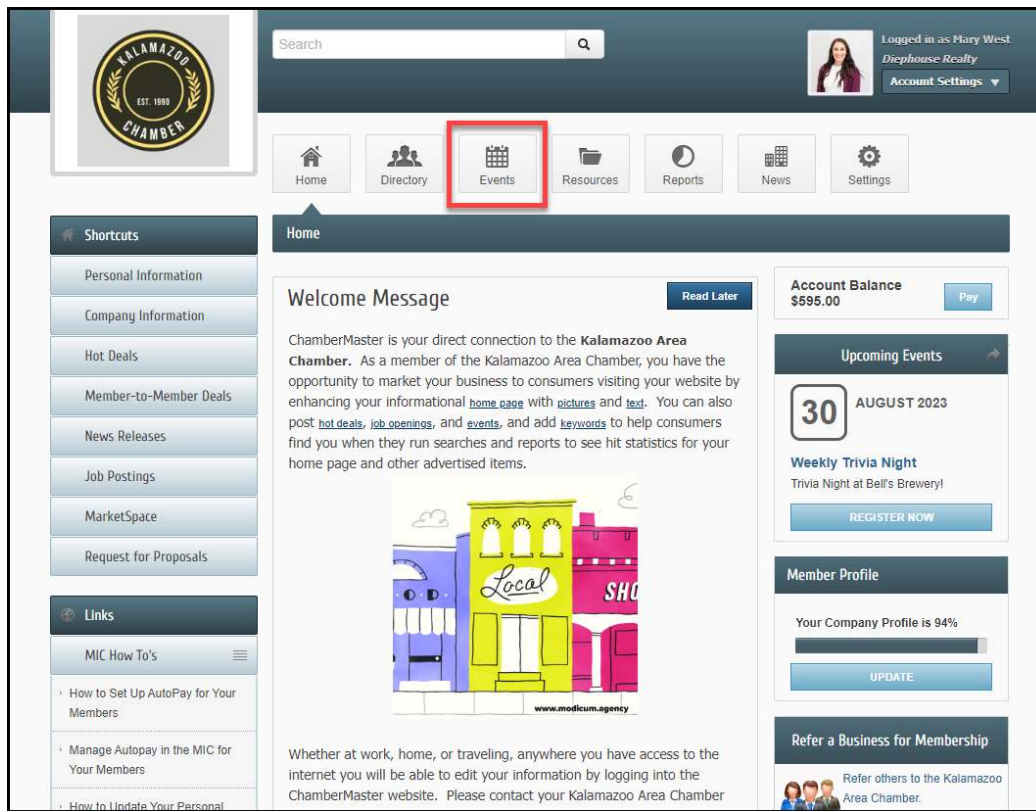 KALAMAZOO
EST. 1990
CHAMBER
Search
Logged in as Mary West
Diephouse Realty
Account Settings
Home
Directory
Events
Resources
Reports
News
Settings
Home
Shortcuts
Personal Information
Company Information
Hot Deals
Member-to-Member Deals
News Releases
Job Postings
MarketSpace
Request for Proposals
Links
MIC How To's
How to Set Up AutoPay for Your
Members
Manage Autopay in the MIC for
Your Members
How to Update Your Personal
Welcome Message
Read Later
ChamberMaster is your direct connection to the Kalamazoo Area
Chamber. As a member of the Kalamazoo Area Chamber, you have the
opportunity to market your business to consumers visiting your website by
enhancing your informational home page with pictures and text. You can also
post hot deals, job openings, and events, and add keywords to help consumers
find you when they run searches and reports to see hit statistics for your
home page and other advertised items.
O.D.
Local
SHO
www.modicum.agency
Whether at work, home, or traveling, anywhere you have access to the
internet you will be able to edit your information by logging into the
ChamberMaster website. Please contact your Kalamazoo Area Chamber
Account Balance
$595.00
Pay
Upcoming Events
30
AUGUST 2023
Weekly Trivia Night
Trivia Night at Bell's Brewery!
REGISTER NOW
Member Profile
Your Company Profile is 94%
UPDATE
Refer a Business for Membership
Refer others to the Kalamazoo
Area Chamber.